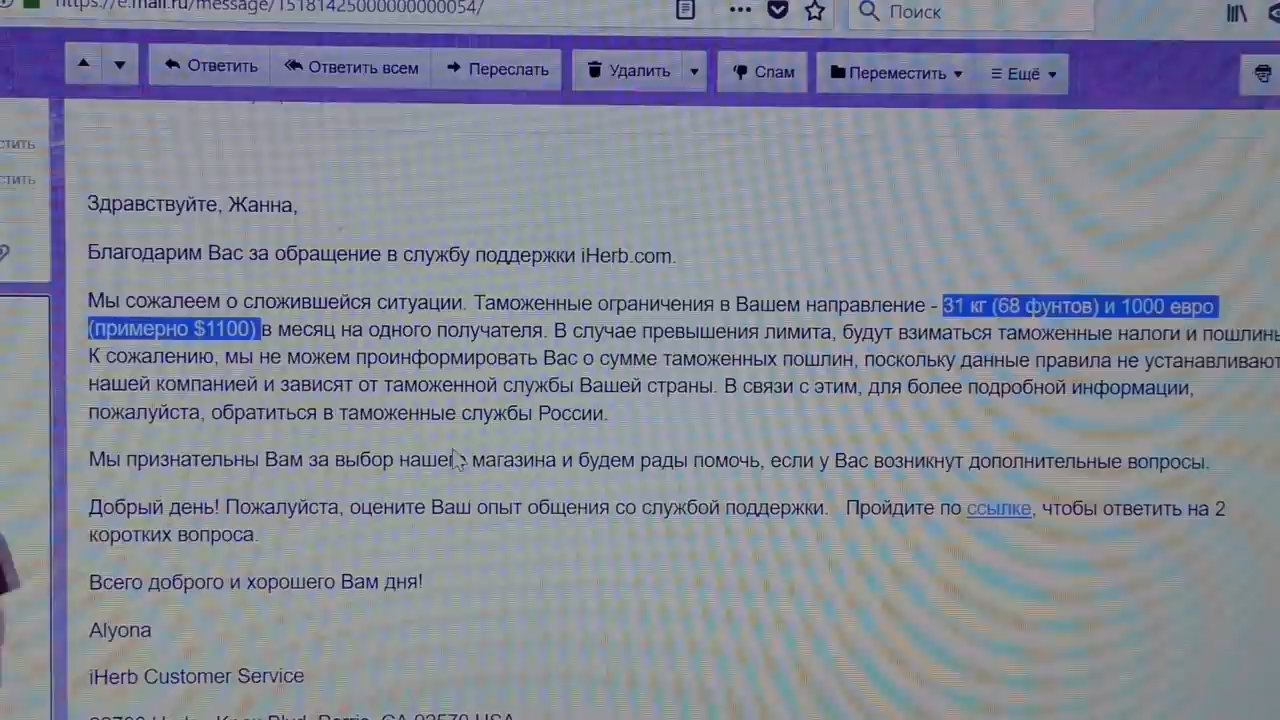 https://e.mail.ru/message/15181425000000000054/
Поиск
Ответить
Ответить всем
Переслать
Удалить
Спам
Переместить
Ещё
стить
стить
Здравствуйте, Жанна,
Благодарим Вас за обращение в службу поддержки iHerb.com.
Мы сожалеем о сложившейся ситуации. Таможенные ограничения в Вашем направление - 31 кг (68 фунтов) и 1000 евро
(примерно $1100) в месяц на одного получателя. В случае превышения лимита, будут взиматься таможенные налоги и пошлины
К сожалению, мы не можем проинформировать Вас о сумме таможенных пошлин, поскольку данные правила не устанавливают
нашей компанией и зависят от таможенной службы Вашей страны. В связи с этим, для более подробной информации,
пожалуйста, обратиться в таможенные службы России.
Мы признательны Вам за выбор нашего магазина и будем рады помочь, если у Вас возникнут дополнительные вопросы.
Добрый день! Пожалуйста, оцените Ваш опыт общения со службой поддержки. Пройдите по ссылке, чтобы ответить на 2
коротких вопроса.
Всего доброго и хорошего Вам дня!
Alyona
iHerb Customer Service